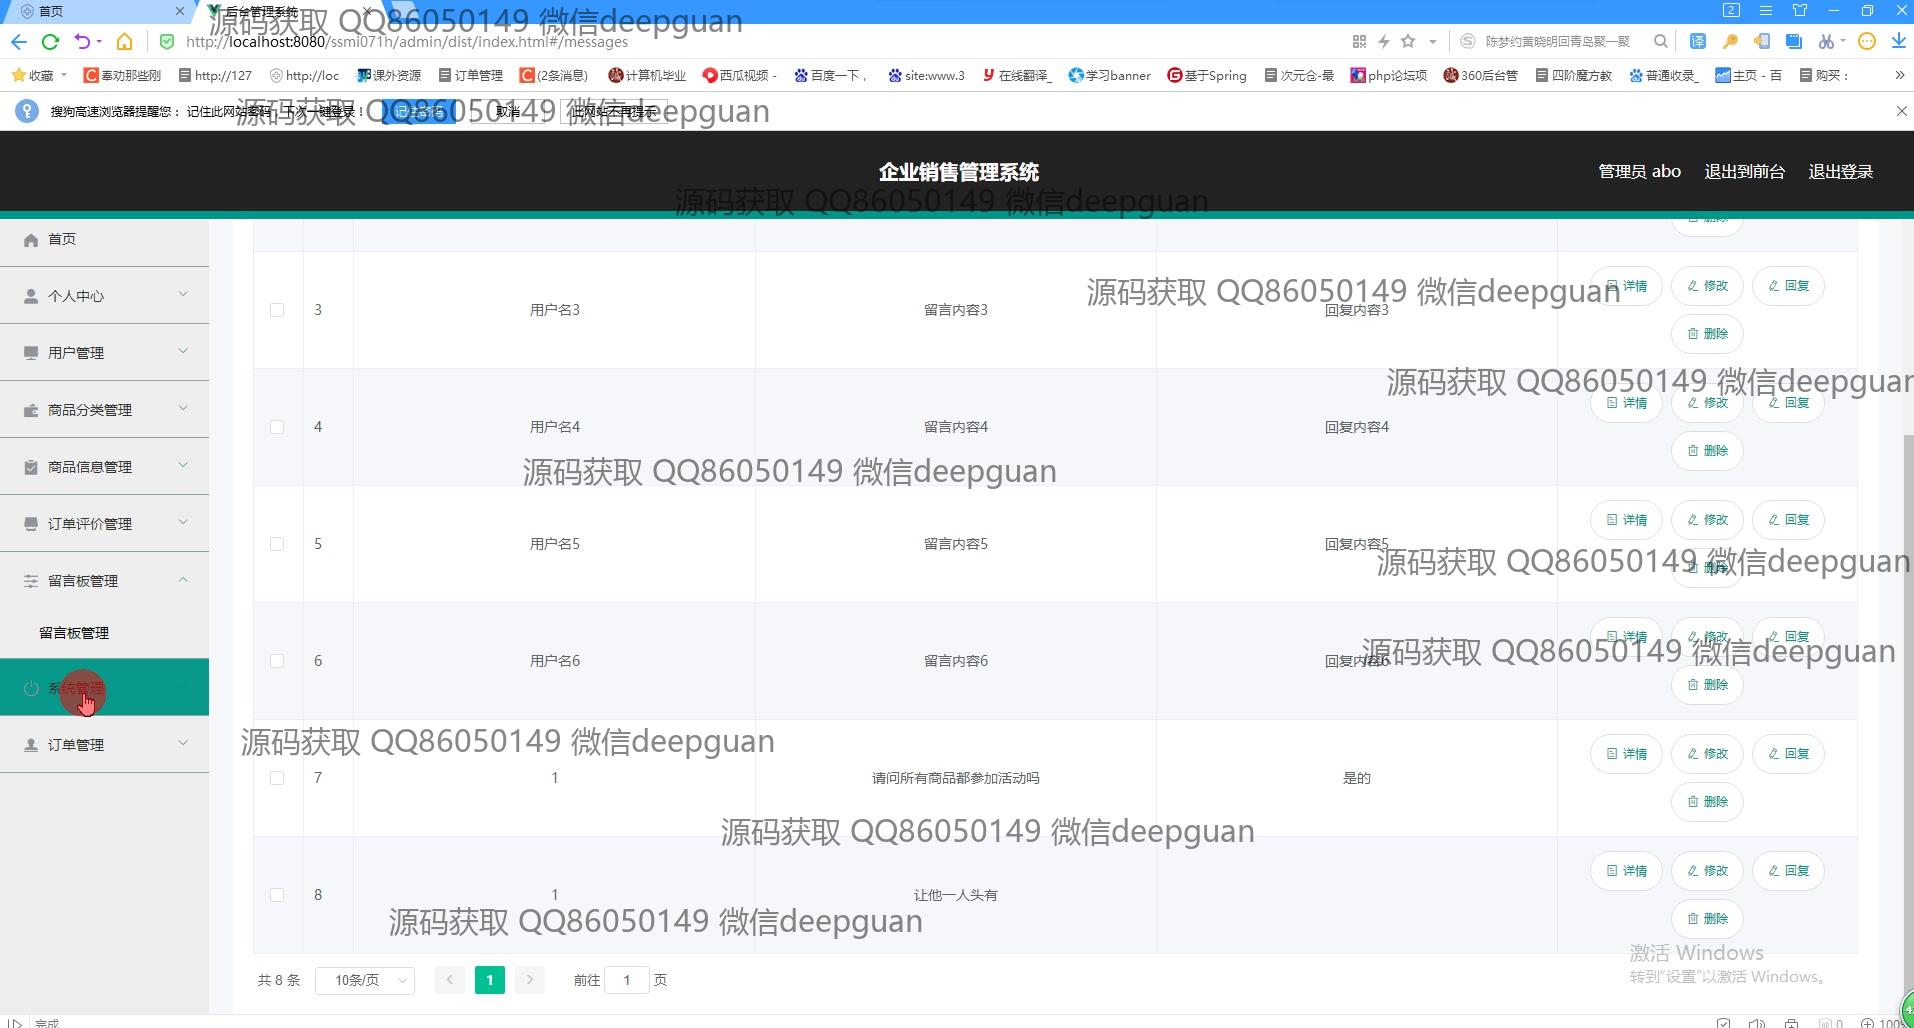 首页
后台管理系统
源码获取 QQ86050149 微信deepguan
2
http://localhost:8080/ssmi071h/admin/dist/index.html#/messages
陈梦约黄晓明回青岛聚一聚
译
收藏
奉劝那些刚
http://127
http://loc
课外资源
订单管理
(2条消息)
计算机毕业
西瓜视频 -
百度一下，
site:www.3
在线翻译_
学习banner
基于Spring
次元仓-最
php论坛项
360后台管
四阶魔方教
普通收录_
主页 - 百
购买：
搜狗高速浏览器提醒您： 记住此网站密码，下次一键登录！
记住密码
取消
此网站不再提示
源码获取 QQ86050149 微信deepguan
企业销售管理系统
管理员 abo
退出到前台
退出登录
源码获取 QQ86050149 微信deepguan
首页
个人中心
用户管理
商品分类管理
商品信息管理
订单评价管理
留言板管理
留言板管理
系统管理
订单管理
删除
3 用户名3 留言内容3 回复内容3 详情 修改 回复
删除
源码获取 QQ86050149 微信deepguan
4 用户名4 留言内容4 回复内容4 详情 修改 回复
删除
源码获取 QQ86050149 微信deepguan
源码获取 QQ86050149 微信deepguan
5 用户名5 留言内容5 回复内容5 详情 修改 回复
删除
源码获取 QQ86050149 微信deepguan
6 用户名6 留言内容6 回复内容6 详情 修改 回复
删除
源码获取 QQ86050149 微信deepguan
源码获取 QQ86050149 微信deepguan
7 1 请问所有商品都参加活动吗 是的 详情 修改 回复
删除
源码获取 QQ86050149 微信deepguan
8 1 让他一人头有 详情 修改 回复
删除
源码获取 QQ86050149 微信deepguan
共 8 条 10条/页 1 前往 1 页
激活 Windows
转到“设置”以激活 Windows。
完成